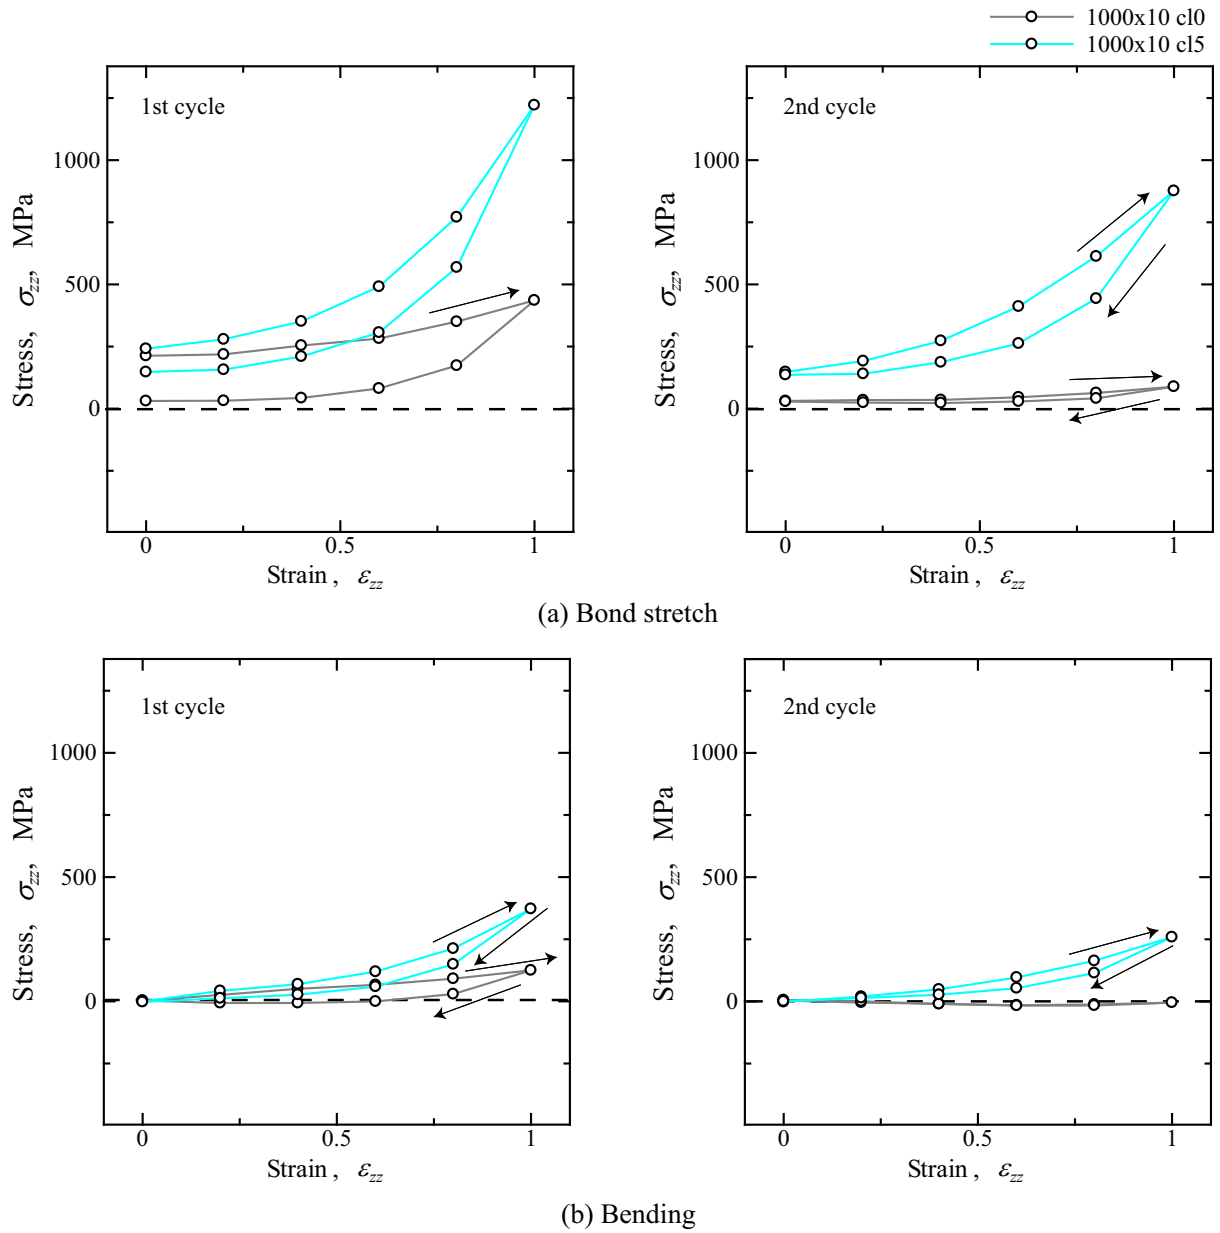 1000x10 cl0
1000x10 cl5
1st cycle
1000
500
0
Stress, σzz, MPa
0 0.5 1
Strain , εzz
2nd cycle
1000
500
0
Stress, σzz, MPa
0 0.5 1
Strain , εzz
(a) Bond stretch
1st cycle
1000
500
0
Stress, σzz, MPa
0 0.5 1
Strain , εzz
2nd cycle
1000
500
0
Stress, σzz, MPa
0 0.5 1
Strain , εzz
(b) Bending